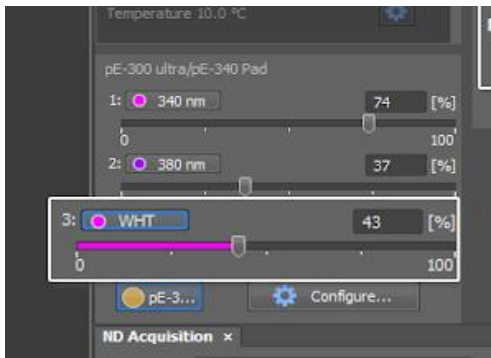 Temperature 10.0 °C
pE-300 ultra/pE-340 Pad
1: 340 nm 74 [%]
0 100
2: 380 nm 37 [%]
3: WHT 43 [%]
0 100
pE-3... Configure...
ND Acquisition ×